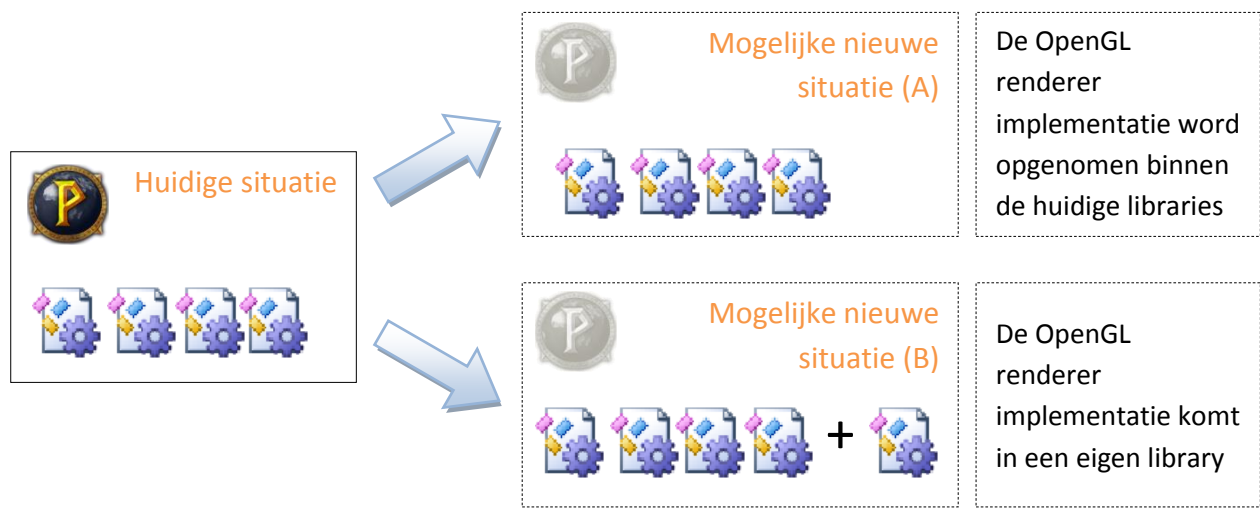 Huidige situatie
Mogelijke nieuwe
situatie (A)
De OpenGL
renderer
implementatie word
opgenomen binnen
de huidige libraries
Mogelijke nieuwe
situatie (B)
+
De OpenGL
renderer
implementatie komt
in een eigen library